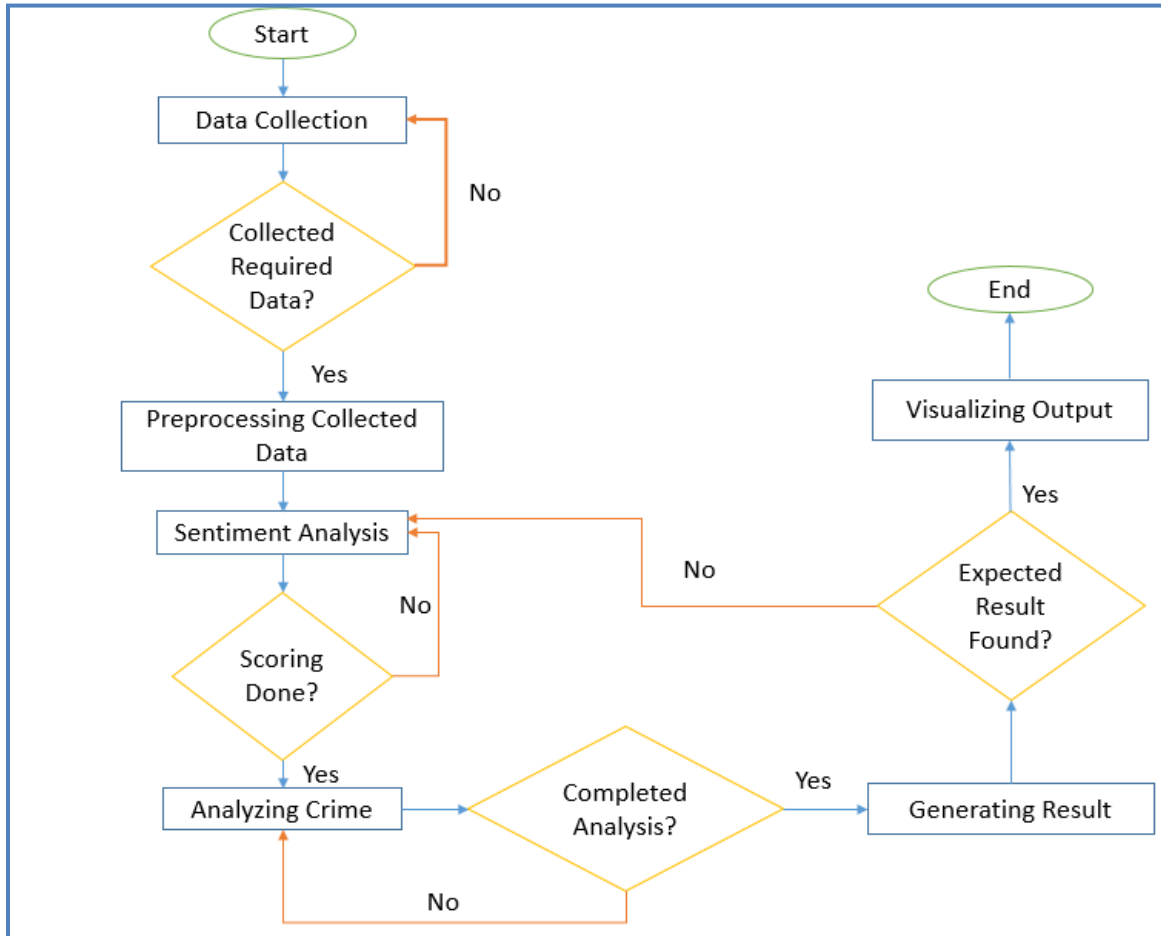 Start
Data Collection
No
Collected
Required
Data?
Yes
Preprocessing Collected
Data
Sentiment Analysis
No
Scoring
Done?
Yes
Analyzing Crime
Completed
Analysis?
No
Yes
Generating Result
Expected
Result
Found?
No
Yes
Visualizing Output
End